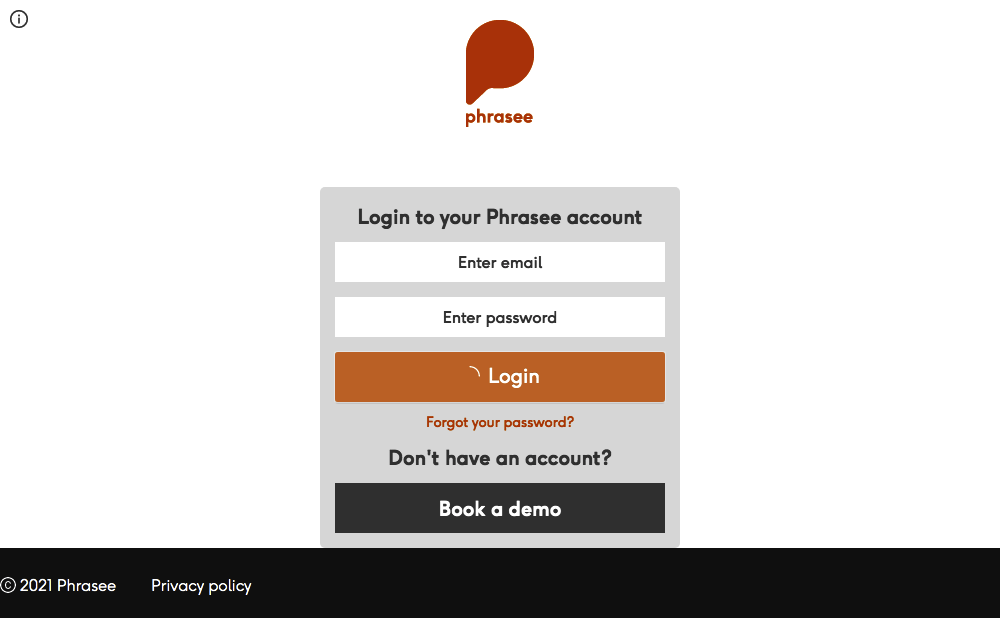 phrasee
Login to your Phrasee account
Enter email
Enter password
Login
Forgot your password?
Don't have an account?
Book a demo
© 2021 Phrasee Privacy policy